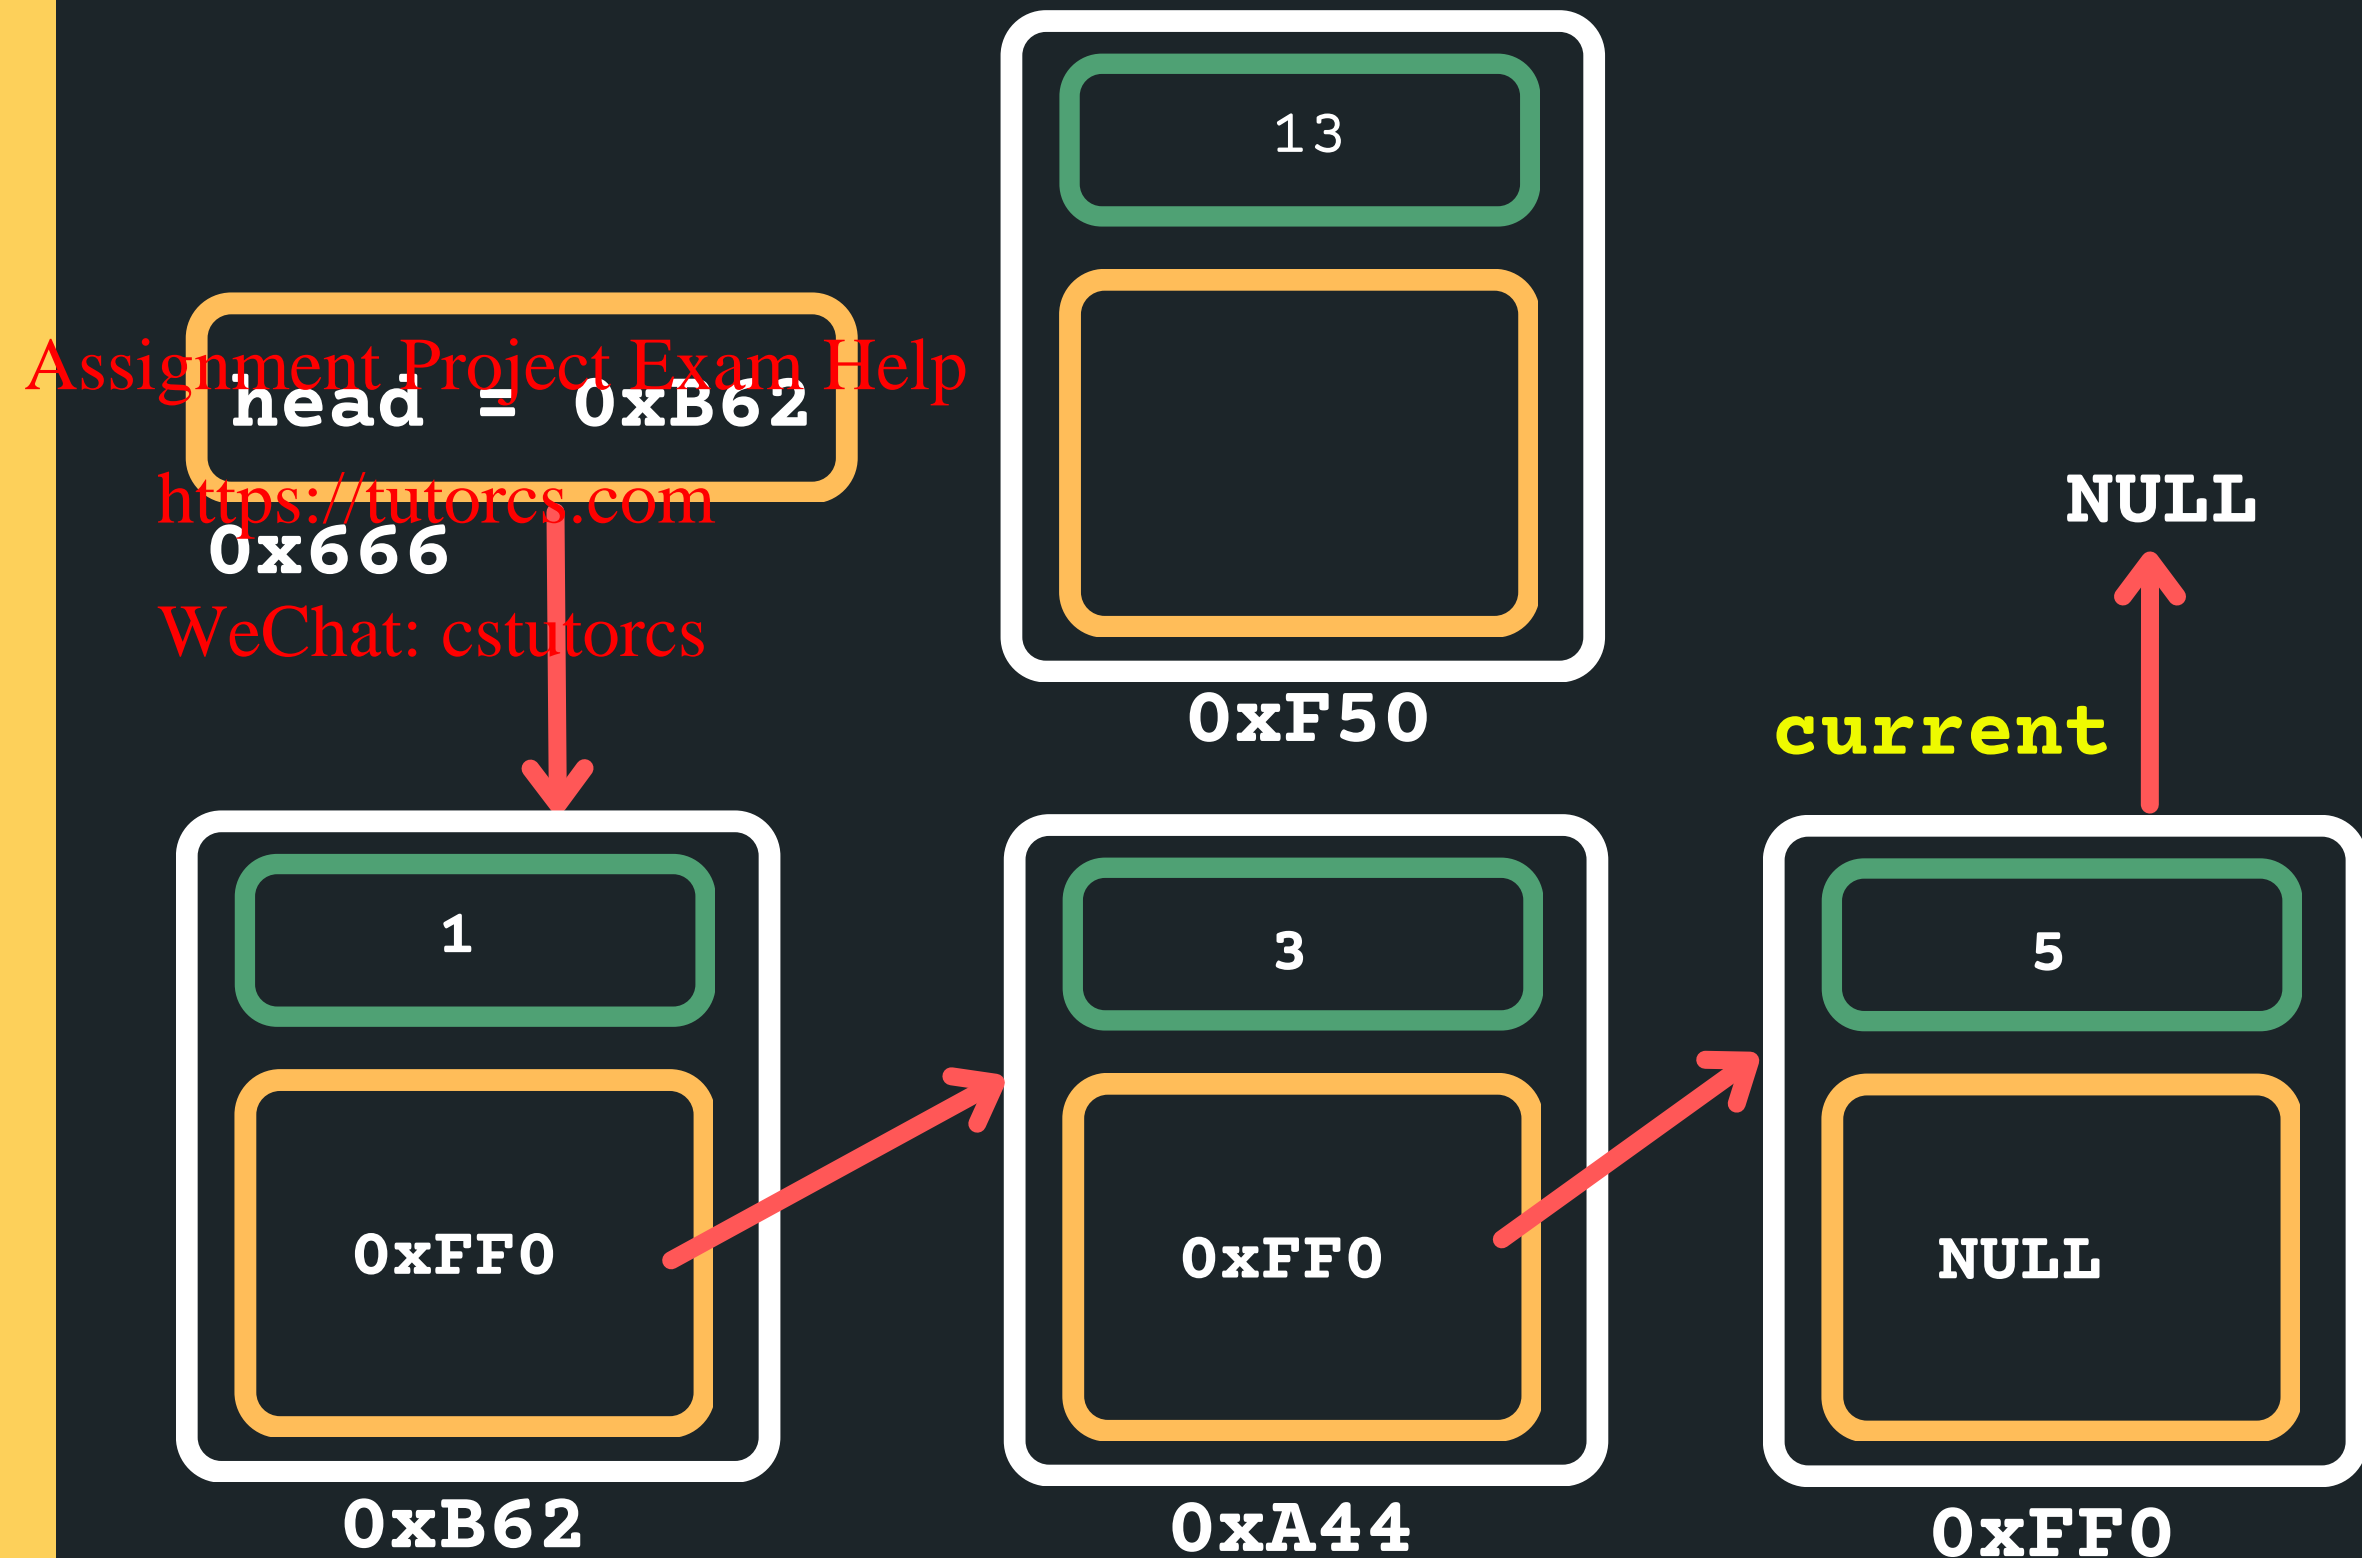 13
Assignment Project Exam Help
head = 0xB62
https://tutorcs.com
NULL
0x666
WeChat: cstutorcs
0xF50
current
1
3
5
0xFF0
0xFF0
NULL
0xB62
0xA44
0xFF0